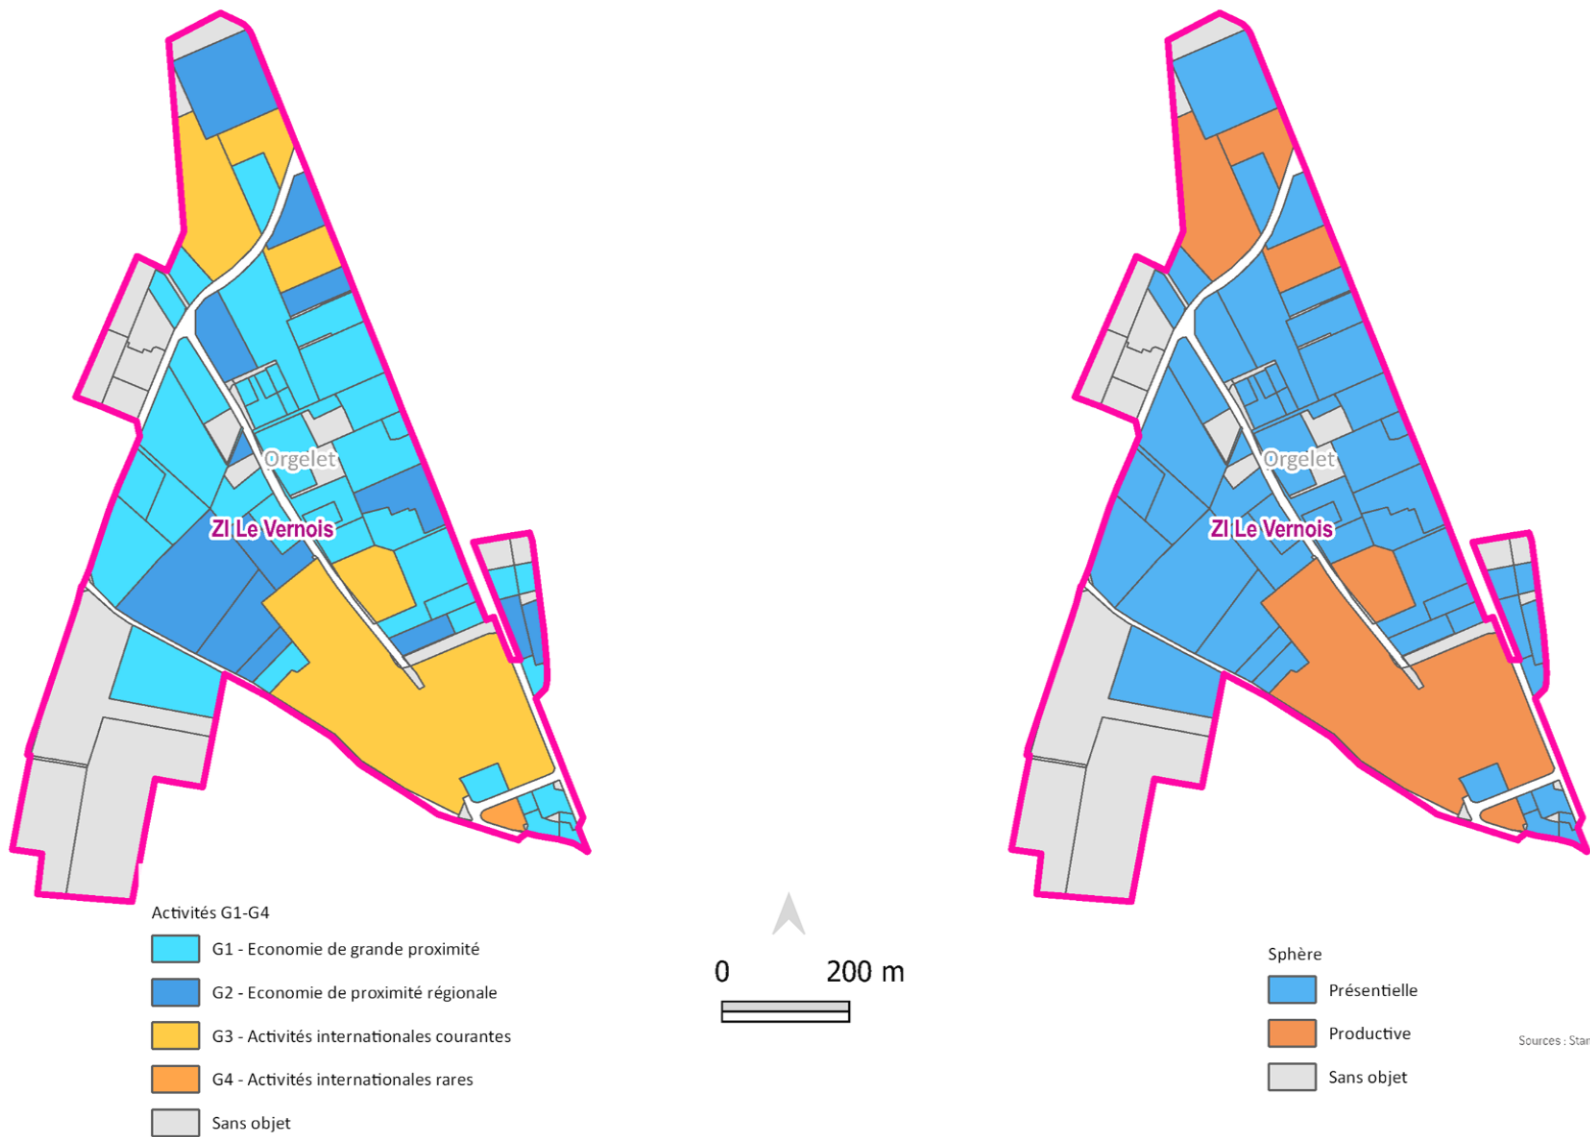 Orgelet
ZI Le Vernois
Orgelet
ZI Le Vernois
Activités G1-G4
G1 - Economie de grande proximité
G2 - Economie de proximité régionale
G3 - Activités internationales courantes
G4 - Activités internationales rares
Sans objet
0 200 m
Sphère
Présentielle
Productive
Sans objet
Sources :